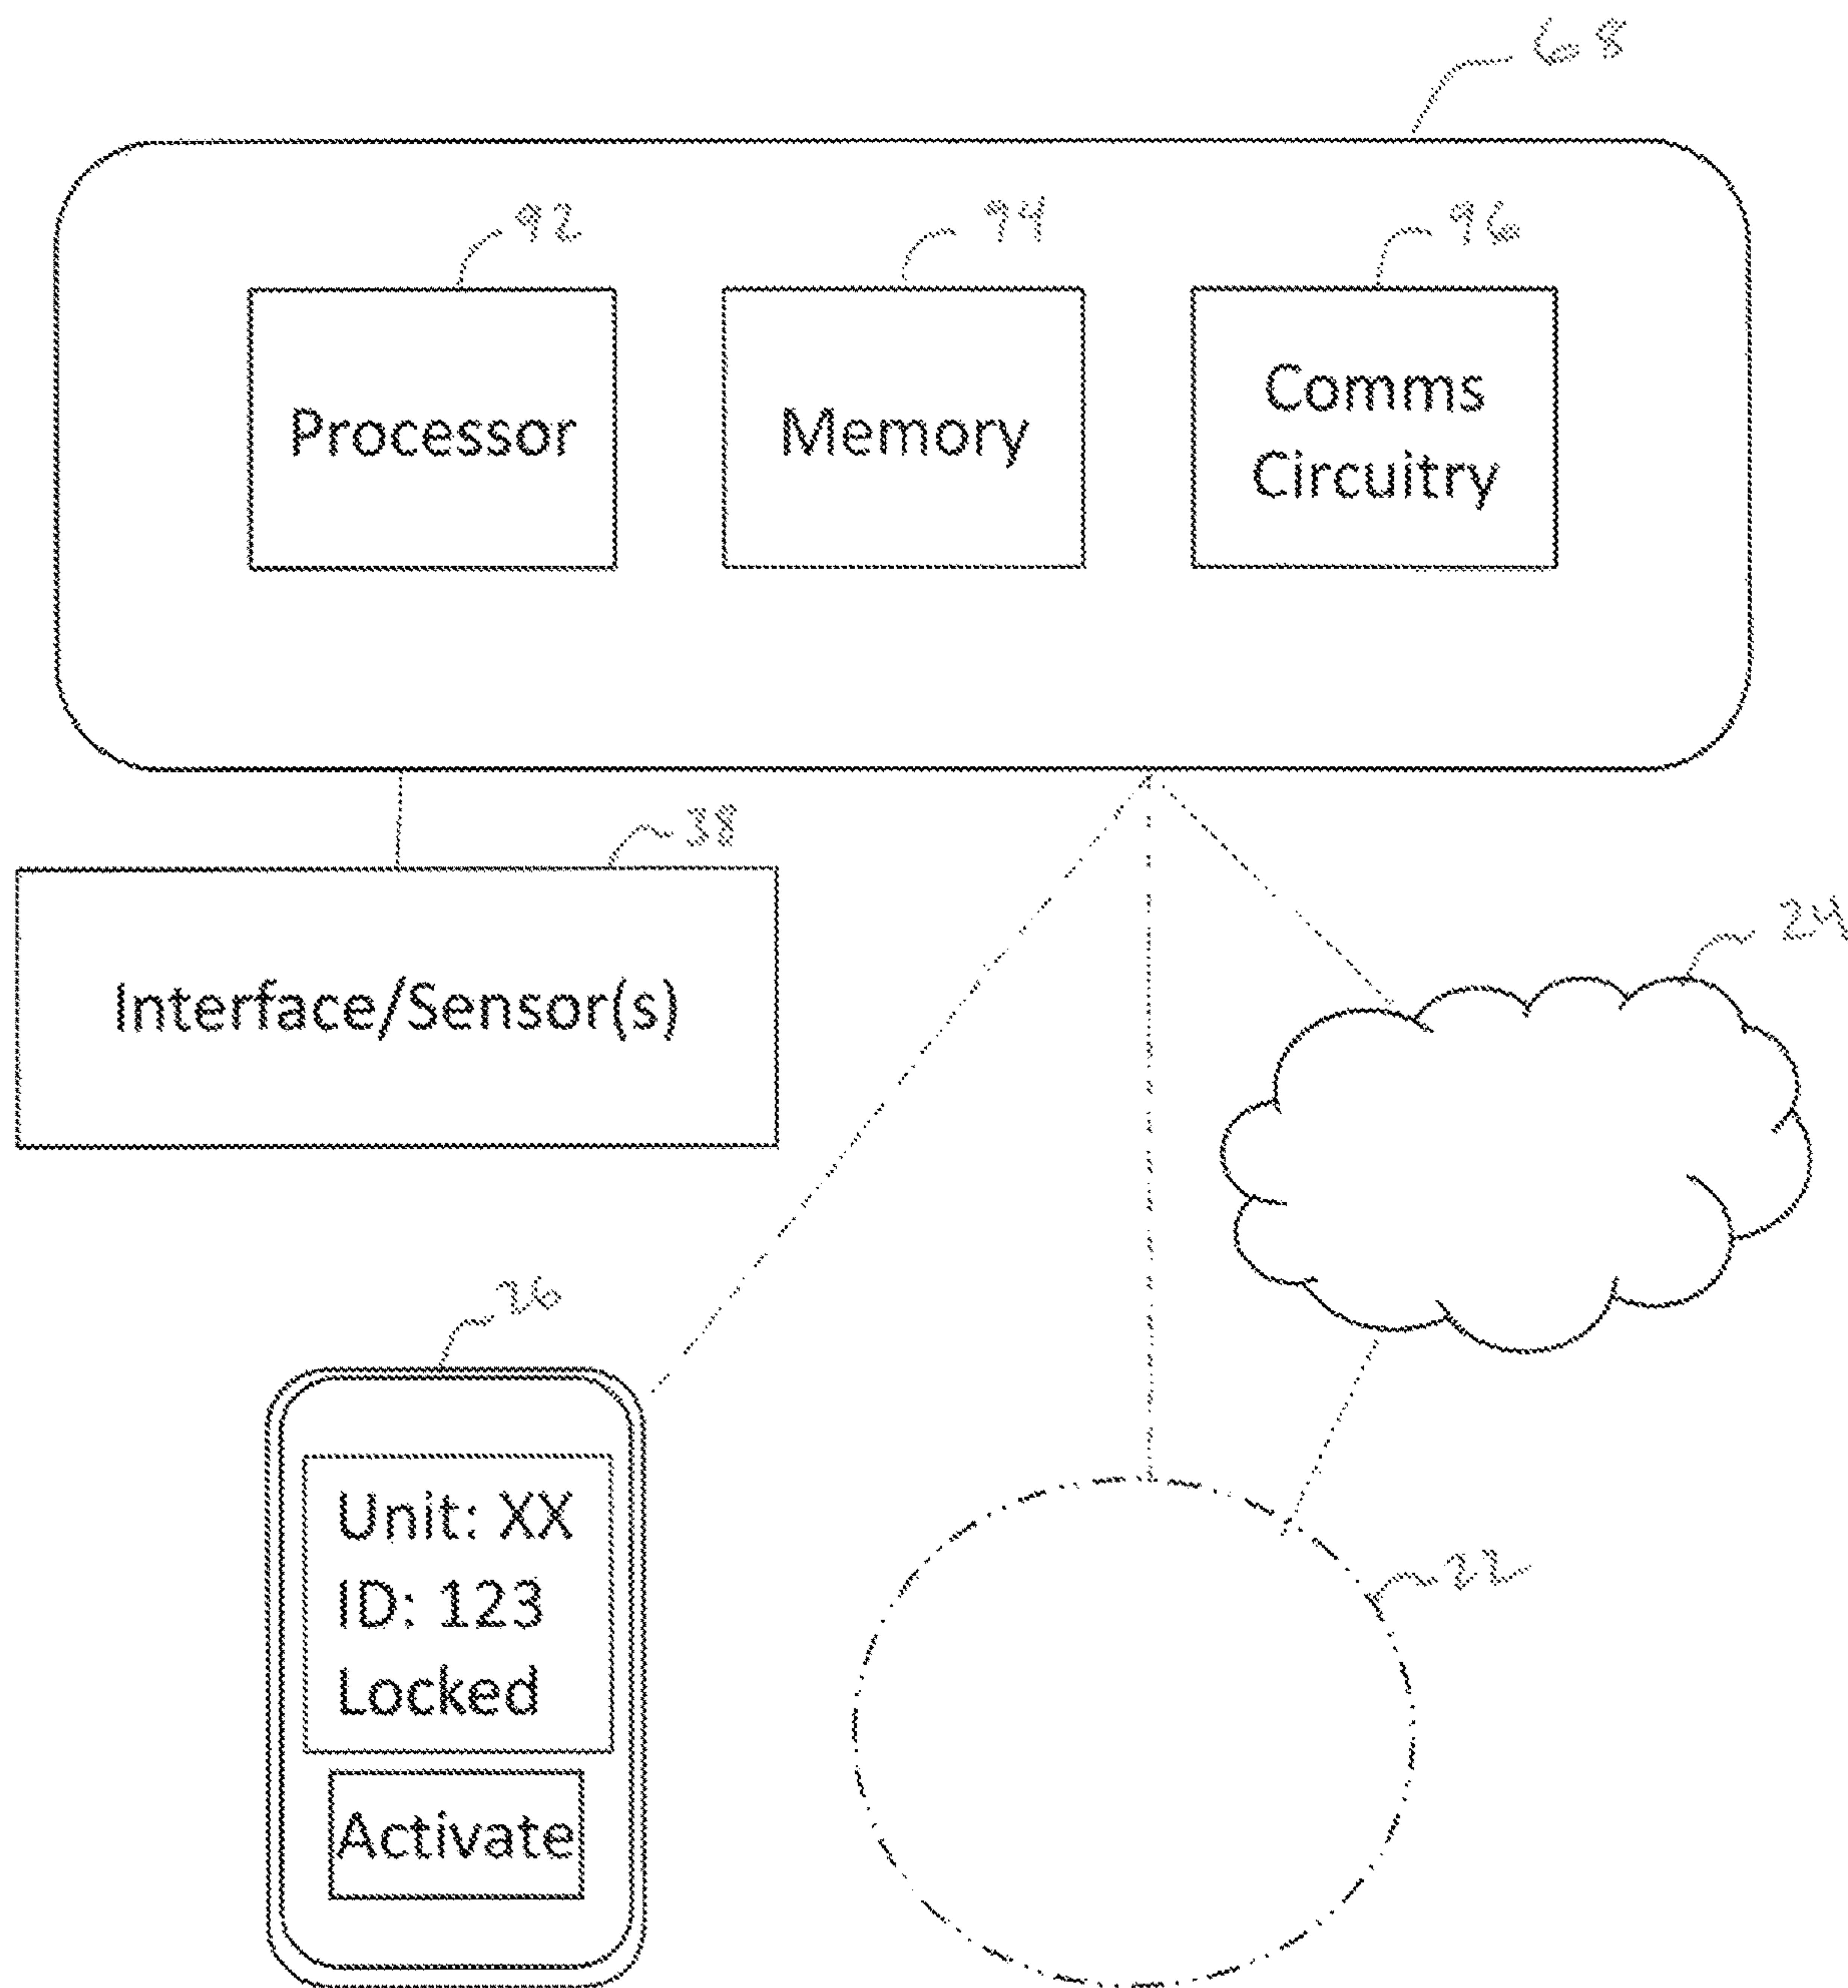 68
92
94
96
Processor
Memory
Comms
Circuitry
38
Interface/Sensor(s)
24
26
Unit: XX
ID: 123
Locked
Activate
22